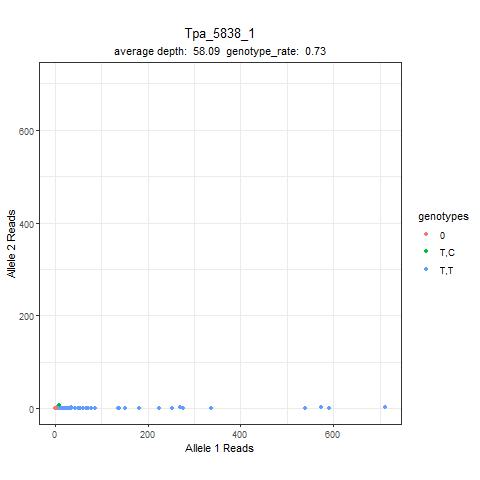 Tpa_5838_1
average depth:  58.09  genotype_rate:  0.73
600
400
200
0
Allele 2 Reads
0 200 400 600
Allele 1 Reads
genotypes
0
T,C
T,T